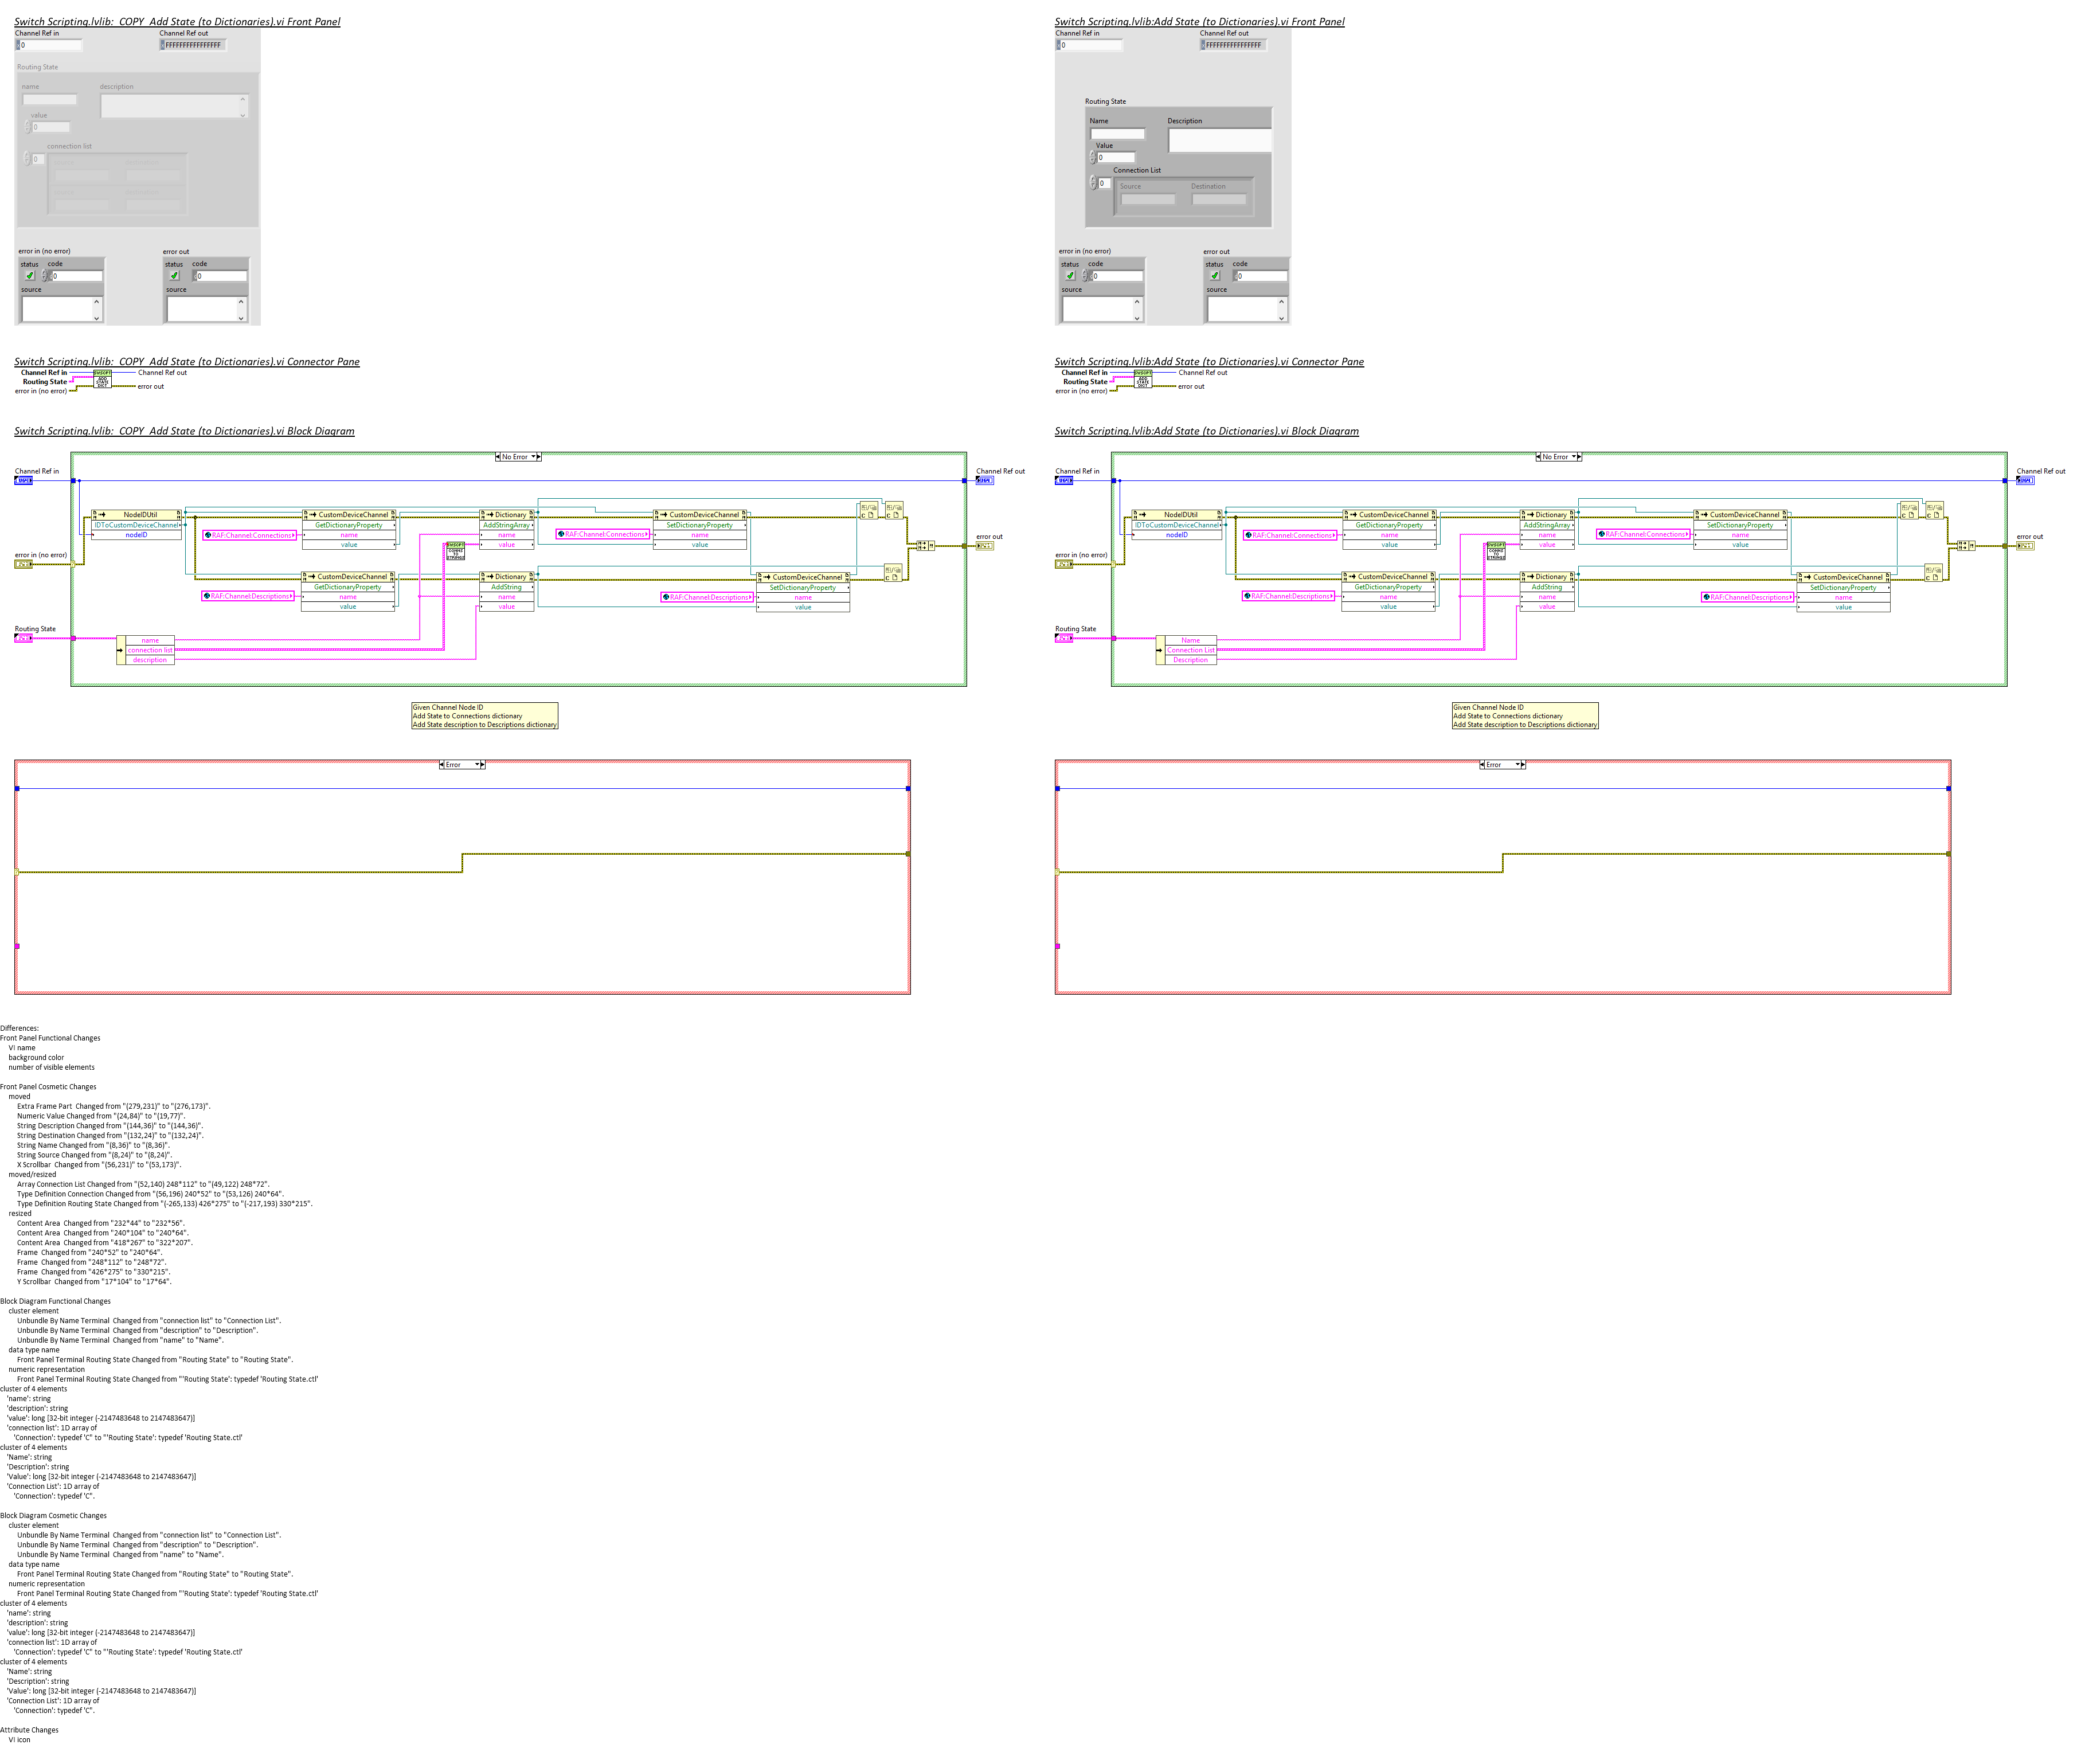 Switch Scripting.lvlib:_COPY_Add State (to Dictionaries).vi Front Panel
Channel Ref in
Channel Ref out
0
FFFFFFFFFFFFFFFF
Routing State
name
description
value
0
connection list
0
error in (no error)
error out
status code
status code
0
0
source
source
Switch Scripting.lvlib:_COPY_Add State (to Dictionaries).vi Connector Pane
Channel Ref in
Channel Ref out
Routing State
error in (no error)
error out
ADD
STATE
DICT
Switch Scripting.lvlib:_COPY_Add State (to Dictionaries).vi Block Diagram
No Error
Channel Ref in
Channel Ref out
NodeIDUtil
IDToCustomDeviceChannel
nodeID
RAF:Channel:Connections
CustomDeviceChannel
GetDictionaryProperty
name
value
Dictionary
AddStringArray
name
value
RAF:Channel:Connections
CustomDeviceChannel
SetDictionaryProperty
name
value
error in (no error)
error out
RAF:Channel:Descriptions
CustomDeviceChannel
GetDictionaryProperty
name
value
Dictionary
AddString
name
value
RAF:Channel:Descriptions
CustomDeviceChannel
SetDictionaryProperty
name
value
Routing State
name
connection list
description
Given Channel Node ID
Add State to Connections dictionary
Add State description to Descriptions dictionary
Error
Switch Scripting.lvlib:Add State (to Dictionaries).vi Front Panel
Channel Ref in
Channel Ref out
0
FFFFFFFFFFFFFFFF
Routing State
Name
Description
Value
0
Connection List
0
Source
Destination
error in (no error)
error out
status code
status code
0
0
source
source
Switch Scripting.lvlib:Add State (to Dictionaries).vi Connector Pane
Channel Ref in
Channel Ref out
Routing State
error in (no error)
error out
ADD
STATE
DICT
Switch Scripting.lvlib:Add State (to Dictionaries).vi Block Diagram
No Error
Channel Ref in
Channel Ref out
NodeIDUtil
IDToCustomDeviceChannel
nodeID
RAF:Channel:Connections
CustomDeviceChannel
GetDictionaryProperty
name
value
Dictionary
AddStringArray
name
value
RAF:Channel:Connections
CustomDeviceChannel
SetDictionaryProperty
name
value
error in (no error)
error out
RAF:Channel:Descriptions
CustomDeviceChannel
GetDictionaryProperty
name
value
Dictionary
AddString
name
value
RAF:Channel:Descriptions
CustomDeviceChannel
SetDictionaryProperty
name
value
Routing State
Name
Connection List
Description
Given Channel Node ID
Add State to Connections dictionary
Add State description to Descriptions dictionary
Error
Differences:
Front Panel Functional Changes
VI name
background color
number of visible elements
Front Panel Cosmetic Changes
moved
Extra Frame Part  Changed from "(279,231)" to "(276,173)".
Numeric Value Changed from "(24,84)" to "(19,77)".
String Description Changed from "(144,36)" to "(144,36)".
String Destination Changed from "(132,24)" to "(132,24)".
String Name Changed from "(8,36)" to "(8,36)".
String Source Changed from "(8,24)" to "(8,24)".
X Scrollbar  Changed from "(56,231)" to "(53,173)".
moved/resized
Array Connection List Changed from "(52,140) 248*112" to "(49,122) 248*72".
Type Definition Connection Changed from "(56,196) 240*52" to "(53,126) 240*64".
Type Definition Routing State Changed from "(-265,133) 426*275" to "(-217,193) 330*215".
resized
Content Area  Changed from "232*44" to "232*56".
Content Area  Changed from "240*104" to "240*64".
Content Area  Changed from "418*267" to "322*207".
Frame  Changed from "240*52" to "240*64".
Frame  Changed from "248*112" to "248*72".
Frame  Changed from "426*275" to "330*215".
Y Scrollbar  Changed from "17*104" to "17*64".
Block Diagram Functional Changes
cluster element
Unbundle By Name Terminal  Changed from "connection list" to "Connection List".
Unbundle By Name Terminal  Changed from "description" to "Description".
Unbundle By Name Terminal  Changed from "name" to "Name".
data type name
Front Panel Terminal Routing State Changed from "Routing State" to "Routing State".
numeric representation
Front Panel Terminal Routing State Changed from "'Routing State': typedef 'Routing State.ctl'
cluster of 4 elements
'name': string
'description': string
'value': long [32-bit integer (-2147483648 to 2147483647)]
'connection list': 1D array of
'Connection': typedef 'C" to "'Routing State': typedef 'Routing State.ctl'
cluster of 4 elements
'Name': string
'Description': string
'Value': long [32-bit integer (-2147483648 to 2147483647)]
'Connection List': 1D array of
'Connection': typedef 'C".
Block Diagram Cosmetic Changes
cluster element
Unbundle By Name Terminal  Changed from "connection list" to "Connection List".
Unbundle By Name Terminal  Changed from "description" to "Description".
Unbundle By Name Terminal  Changed from "name" to "Name".
data type name
Front Panel Terminal Routing State Changed from "Routing State" to "Routing State".
numeric representation
Front Panel Terminal Routing State Changed from "'Routing State': typedef 'Routing State.ctl'
cluster of 4 elements
'name': string
'description': string
'value': long [32-bit integer (-2147483648 to 2147483647)]
'connection list': 1D array of
'Connection': typedef 'C" to "'Routing State': typedef 'Routing State.ctl'
cluster of 4 elements
'Name': string
'Description': string
'Value': long [32-bit integer (-2147483648 to 2147483647)]
'Connection List': 1D array of
'Connection': typedef 'C".
Attribute Changes
VI icon